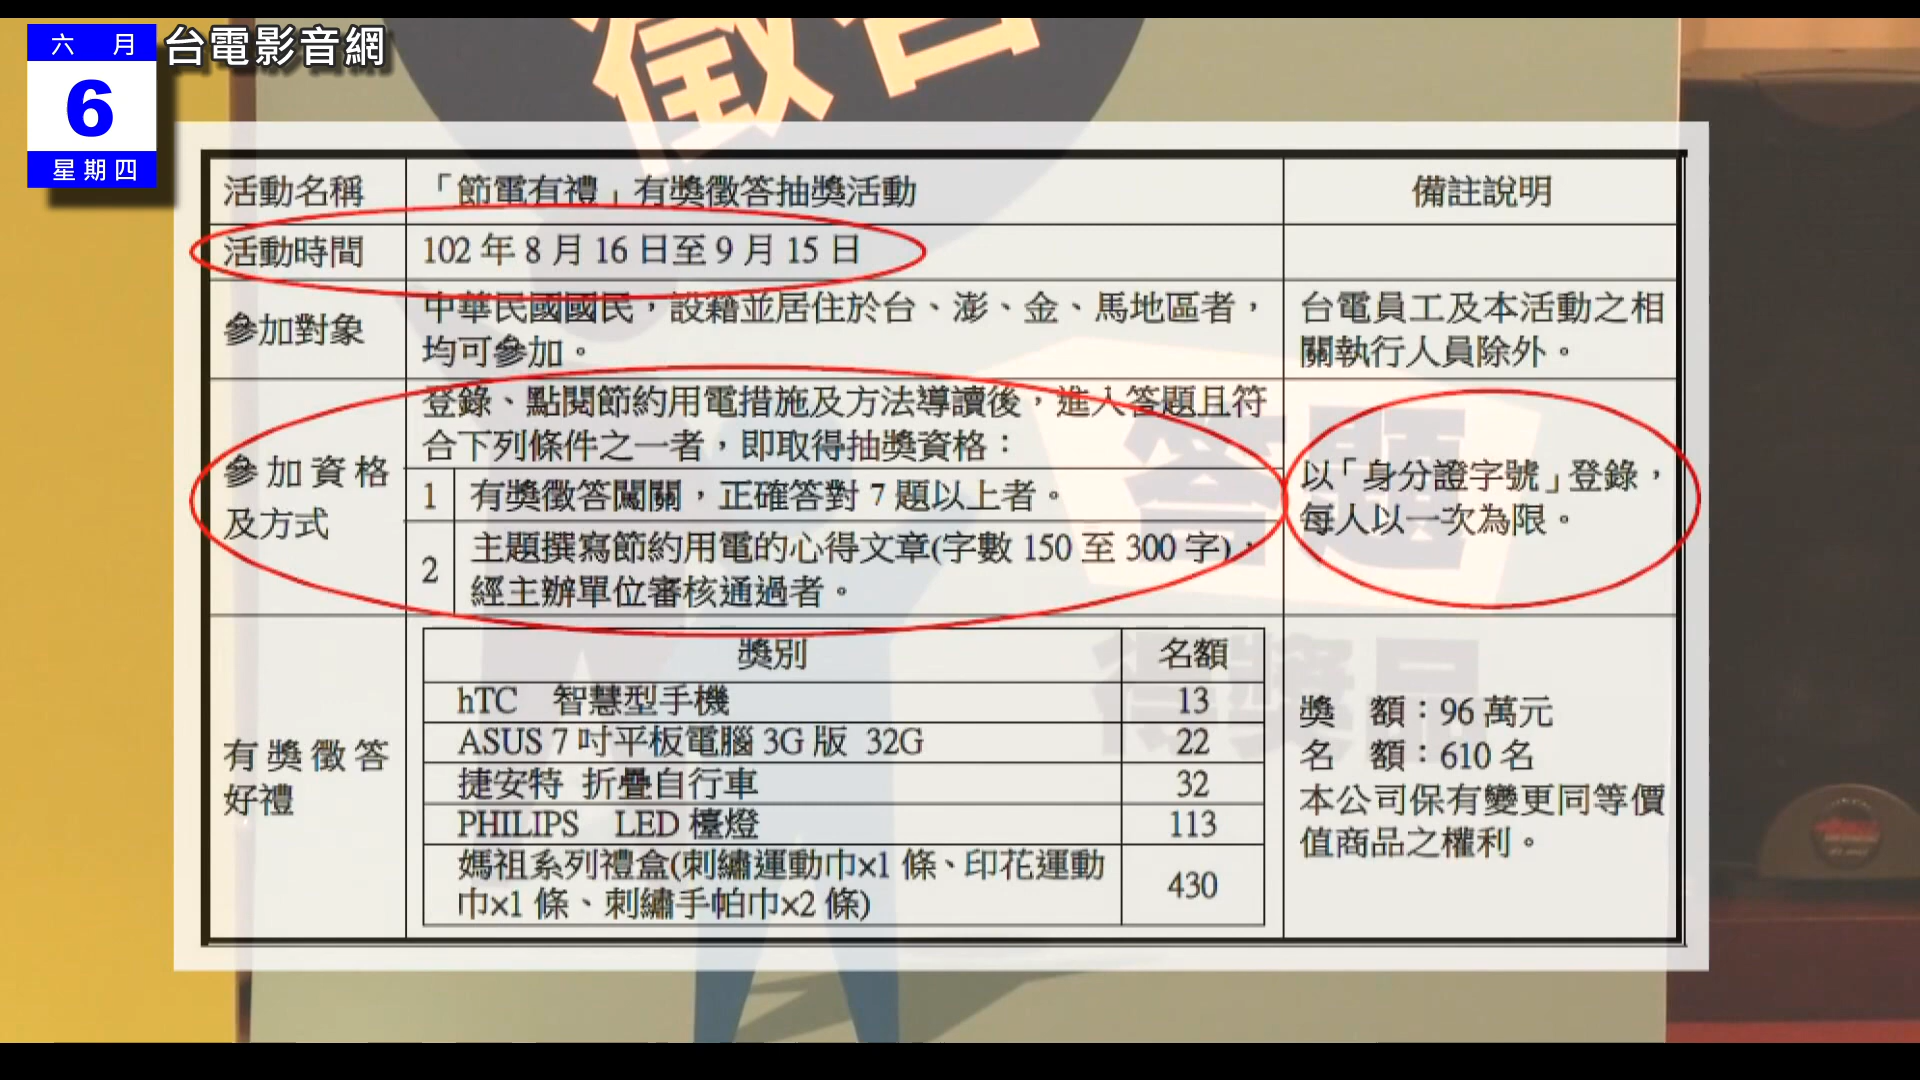 六 月
6
星期四
台電影音網
徵答
活動名稱
「節電有禮」有獎徵答抽獎活動
備註說明
活動時間
102 年 8 月 16 日至 9 月 15 日
參加對象
中華民國國民，設籍並居住於台、澎、金、馬地區者，
均可參加。
台電員工及本活動之相
關執行人員除外。
參加資格
及方式
登錄、點閱節約用電措施及方法導讀後，進入答題且符
合下列條件之一者，即取得抽獎資格：
1
有獎徵答闖關，正確答對 7 題以上者。
2
主題撰寫節約用電的心得文章(字數 150 至 300 字)，
經主辦單位審核通過者。
以「身分證字號」登錄，
每人以一次為限。
答題
得獎品
有獎徵答
好禮
獎別
名額
hTC 智慧型手機
13
ASUS 7 吋平板電腦 3G 版 32G
22
捷安特 折疊自行車
32
PHILIPS LED 檯燈
113
媽祖系列禮盒(刺繡運動巾×1 條、印花運動
巾×1 條、刺繡手帕巾×2 條)
430
獎 額：96 萬元
名 額：610 名
本公司保有變更同等價
值商品之權利。